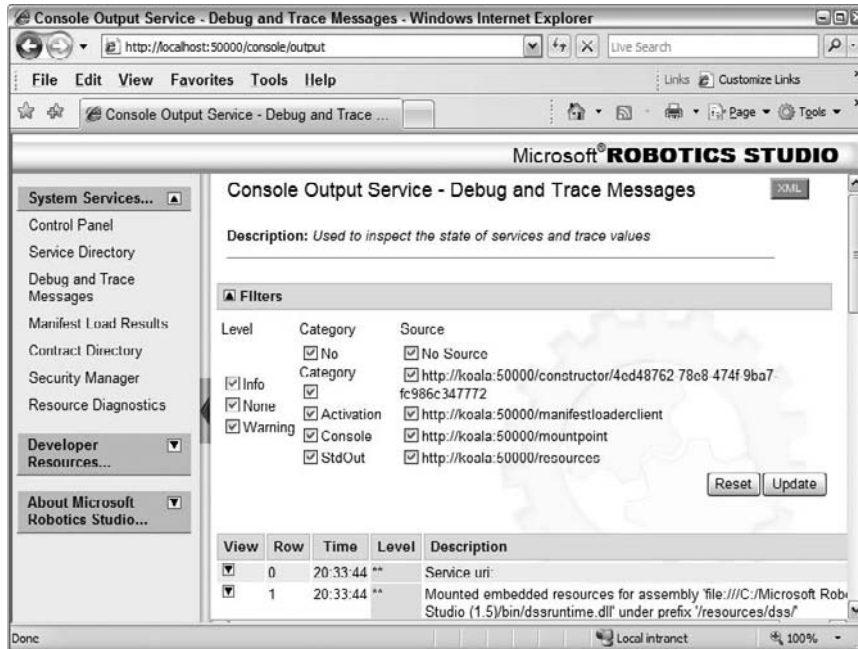 Console Output Service - Debug and Trace Messages - Windows Internet Explorer
http://localhost:50000/console/output
Live Search
File Edit View Favorites Tools Help
Links Customize Links
Console Output Service - Debug and Trace ...
Page Tools
Microsoft® ROBOTICS STUDIO
System Services...
Control Panel
Service Directory
Debug and Trace
Messages
Manifest Load Results
Contract Directory
Security Manager
Resource Diagnostics
Developer
Resources...
About Microsoft
Robotics Studio...
Console Output Service - Debug and Trace Messages
XML
Description: Used to inspect the state of services and trace values
Filters
Level Category Source
No
Category
Info
None
Warning
Activation
Console
StdOut
No Source
http://koala:50000/constructor/4ed48762-78e8-474f-9ba7-
fc986c347772
http://koala:50000/manifestloaderclient
http://koala:50000/mountpoint
http://koala:50000/resources
Reset Update
View Row Time Level Description
0 20:33:44 ** Service uri:
1 20:33:44 ** Mounted embedded resources for assembly 'file:///C:/Microsoft Robo
Studio (1.5)/bin/dssruntime.dll' under prefix '/resources/dss/'
Done
Local intranet
100%